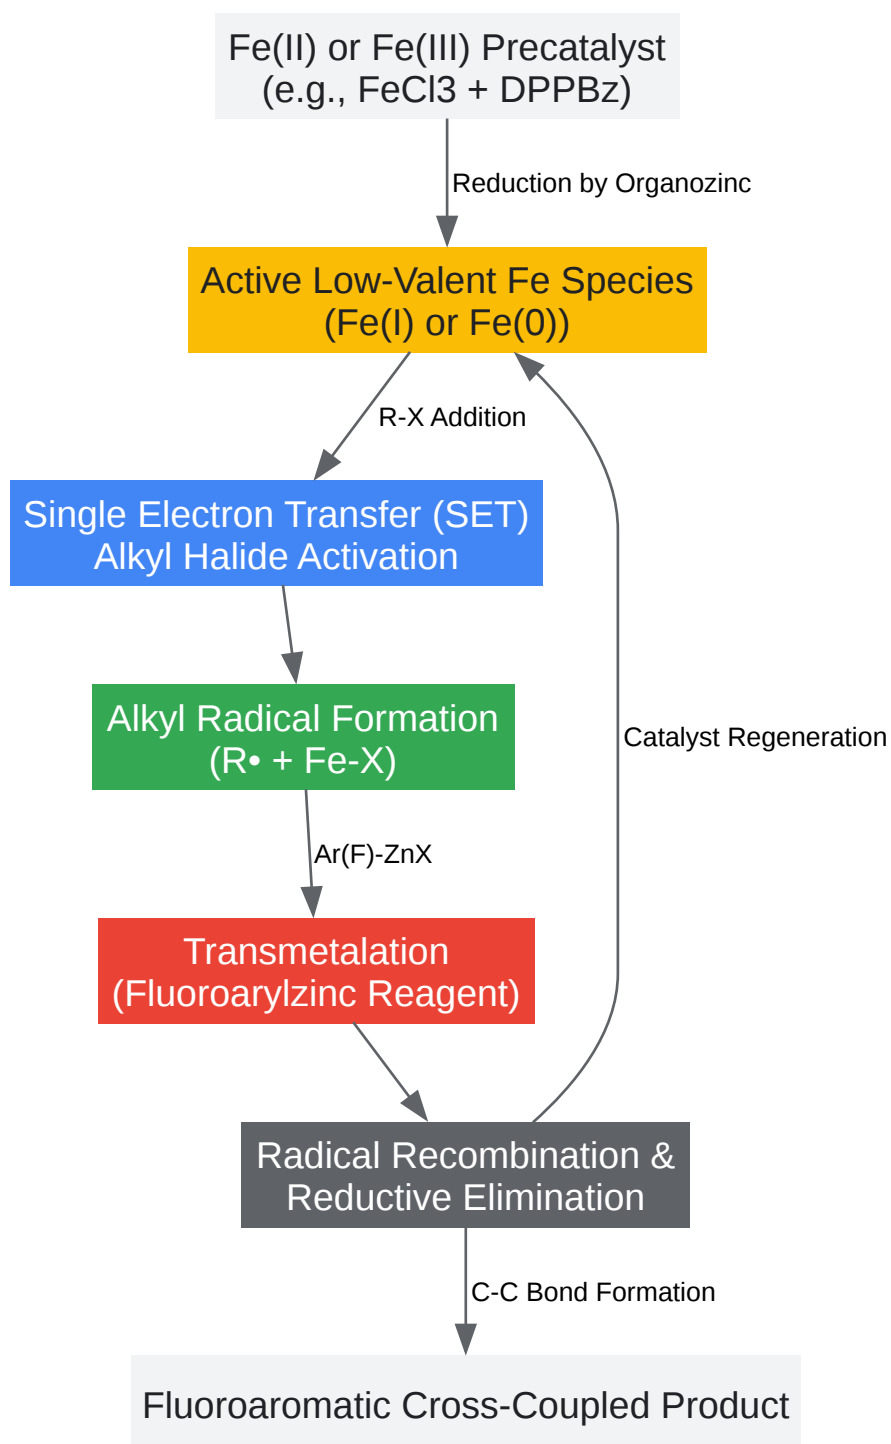 Fe(II) or Fe(III) Precatalyst
(e.g., FeCl3 + DPPBz)
Reduction by Organozinc
Active Low-Valent Fe Species
(Fe(I) or Fe(0))
R-X Addition
Single Electron Transfer (SET)
Alkyl Halide Activation
Alkyl Radical Formation
(R• + Fe-X)
Catalyst Regeneration
Ar(F)-ZnX
Transmetalation
(Fluoroarylzinc Reagent)
Radical Recombination &
Reductive Elimination
C-C Bond Formation
Fluoroaromatic Cross-Coupled Product